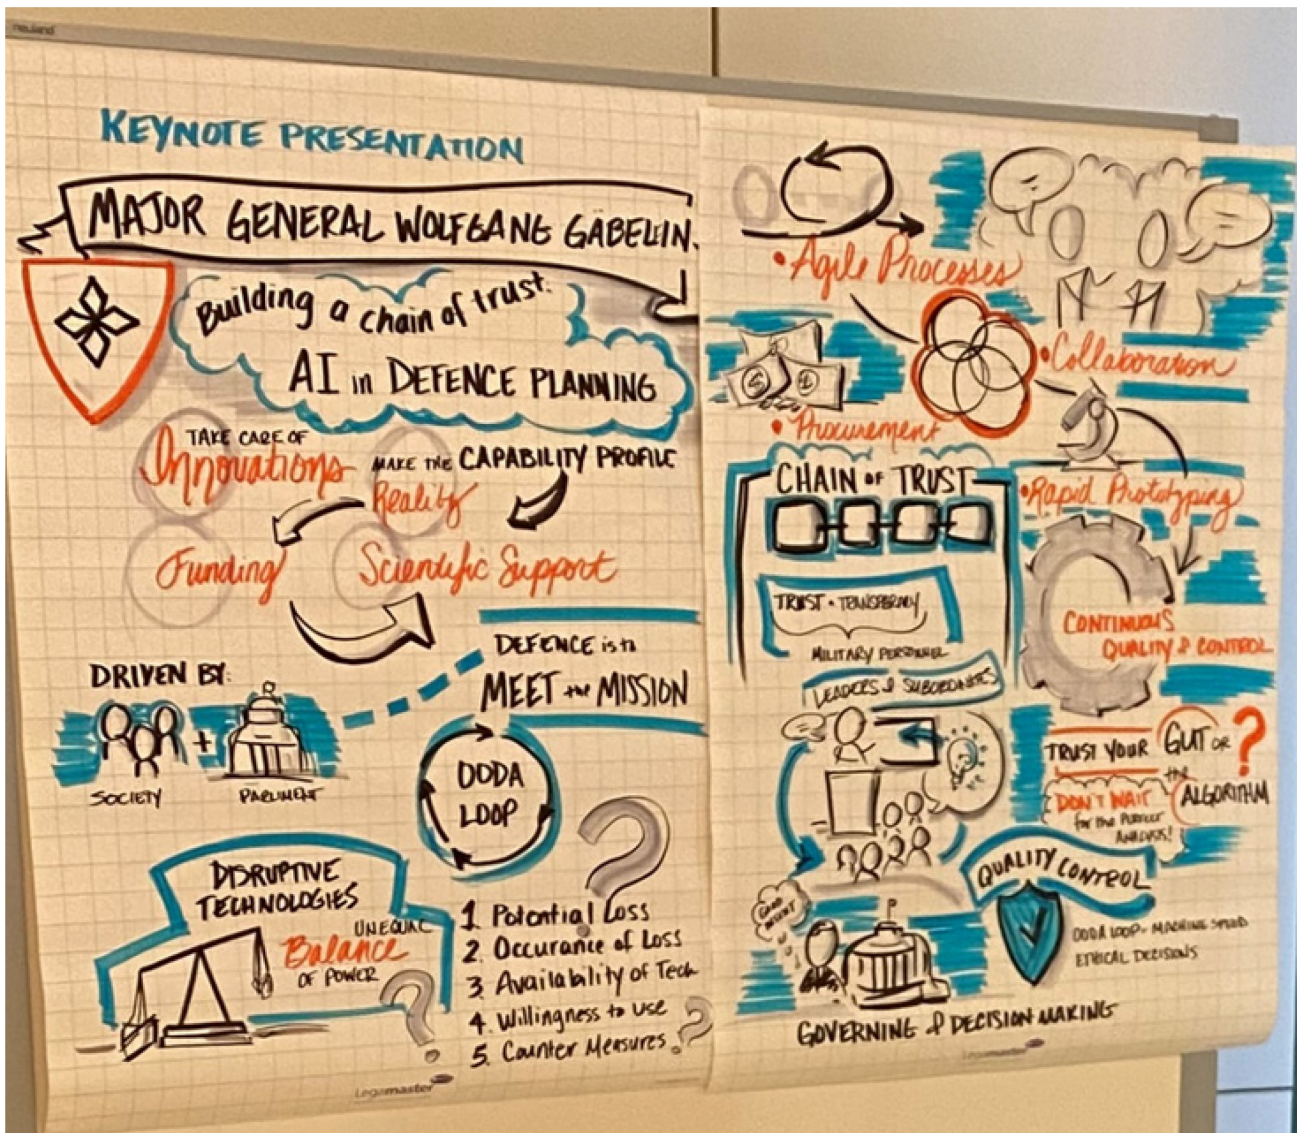 neuland
KEYNOTE PRESENTATION
MAJOR GENERAL WOLFGANG GÄBELEIN.
Building a chain of trust:
AI in DEFENCE PLANNING
TAKE CARE OF
Innovations
MAKE THE CAPABILITY PROFILE
Reality
Funding
Scientific Support
DRIVEN BY:
SOCIETY
+
PARLIMENT
DEFENCE is to
MEET the MISSION
OODA
LOOP
DISRUPTIVE
TECHNOLOGIES
UNEQUAL
Balance
OF POWER
?
?
1. Potential Loss
2. Occurance of Loss
3. Availability of Tech
4. Willingness to use
5. Counter Measures
?
Legamaster
• Agile Processes
• Collaboration
$
• Procurement
• Rapid Prototyping
CHAIN OF TRUST
TRUST • TRANSPERANCY
MILITARY PERSONNEL
LEADERS & SUBORDINATES
CONTINUOUS
QUALITY & CONTROL
TRUST YOUR GUT OR
the
ALGORITHM
?
DON'T WAIT
for the PERFECT
ANALYSIS!
QUALITY CONTROL
OODA LOOP - MACHINE SPEED
ETHICAL DECISIONS
GOOD
INTENT
GOVERNING & DECISION MAKING
Legamaster